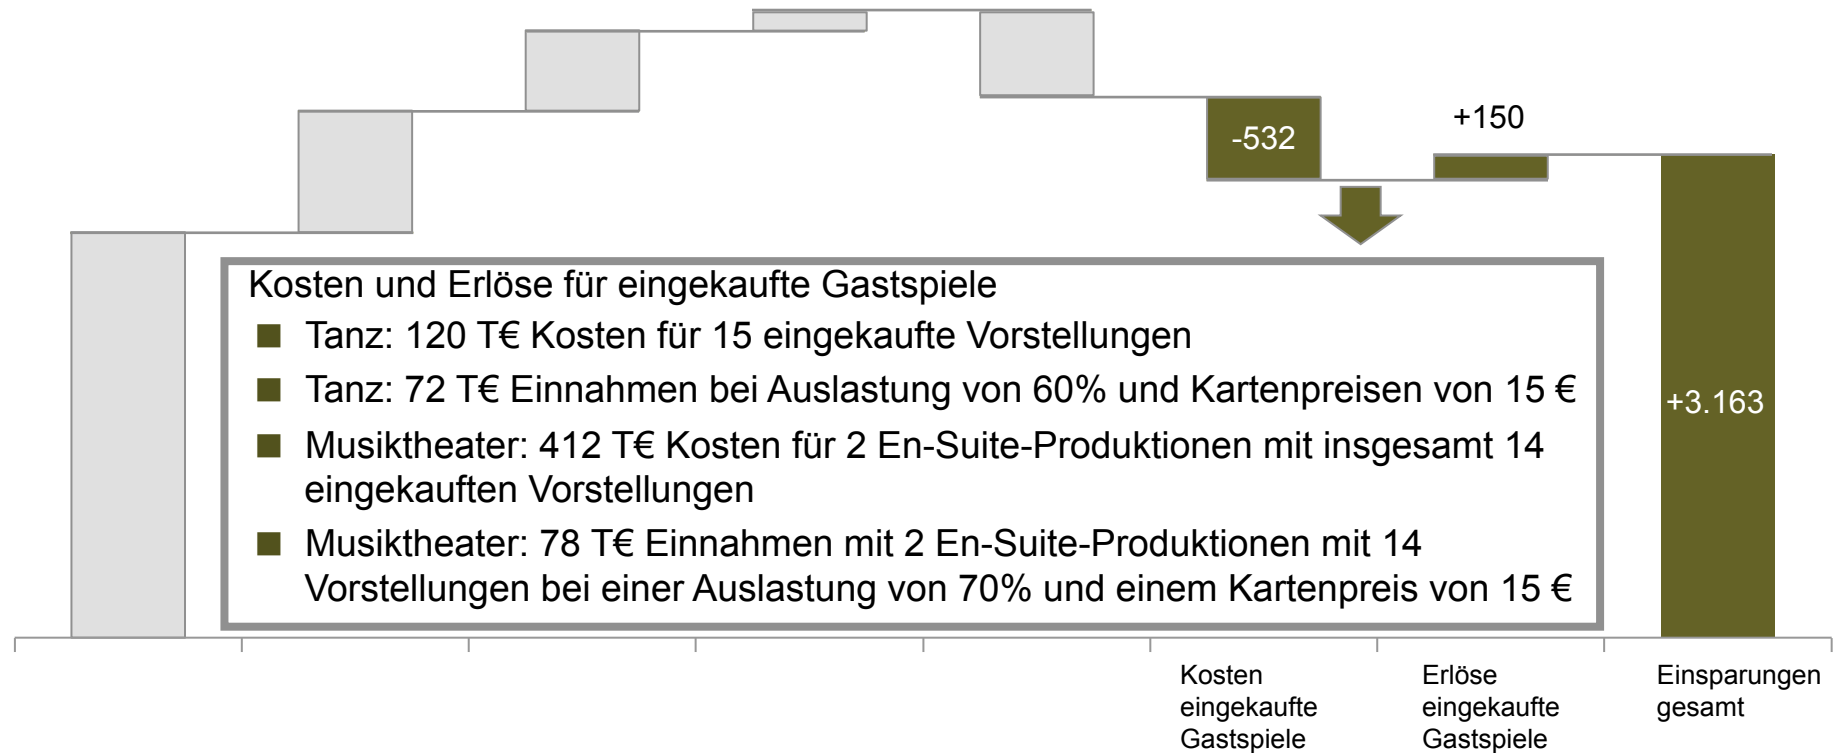 +150
-532
Kosten und Erlöse für eingekaufte Gastspiele
Tanz: 120 T€ Kosten für 15 eingekaufte Vorstellungen
Tanz: 72 T€ Einnahmen bei Auslastung von 60% und Kartenpreisen von 15 €
Musiktheater: 412 T€ Kosten für 2 En-Suite-Produktionen mit insgesamt 14
eingekauften Vorstellungen
Musiktheater: 78 T€ Einnahmen mit 2 En-Suite-Produktionen mit 14
Vorstellungen bei einer Auslastung von 70% und einem Kartenpreis von 15 €
+3.163
Kosten
eingekaufte
Gastspiele
Erlöse
eingekaufte
Gastspiele
Einsparungen
gesamt